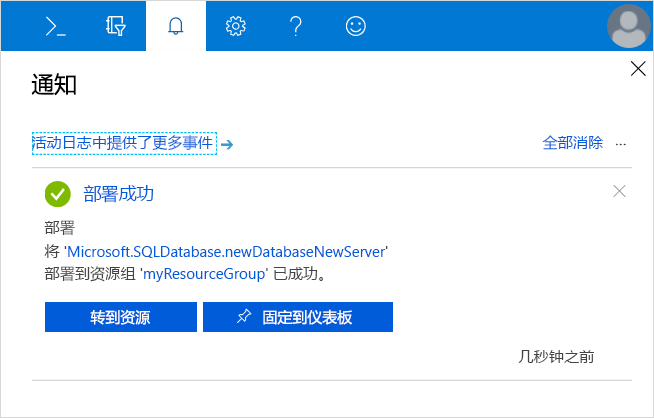 通知
活动日志中提供了更多事件
全部消除 ...
部署成功
部署
将 'Microsoft.SQLDatabase.newDatabaseNewServer'
部署到资源组 'myResourceGroup' 已成功。
转到资源
固定到仪表板
几秒钟之前